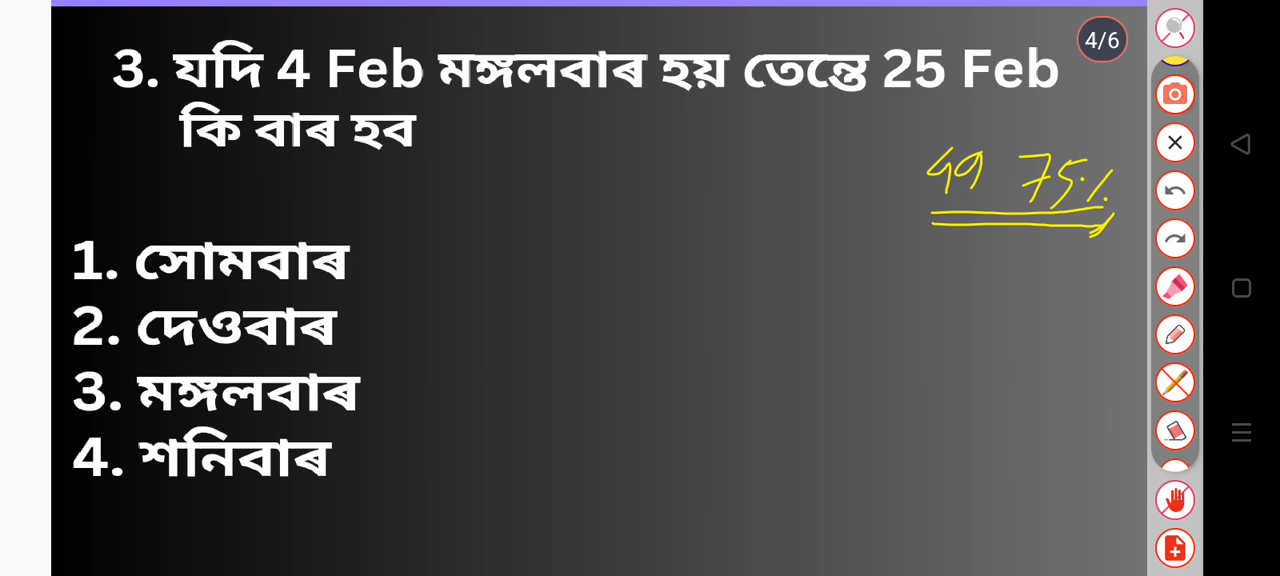 3. যদি 4 Feb মঙ্গলবাৰ হয় তেন্তে 25 Feb
কি বাৰ হব
4/6
49 75%
1. সোমবাৰ
2. দেওবাৰ
3. মঙ্গলবাৰ
4. শনিবাৰ